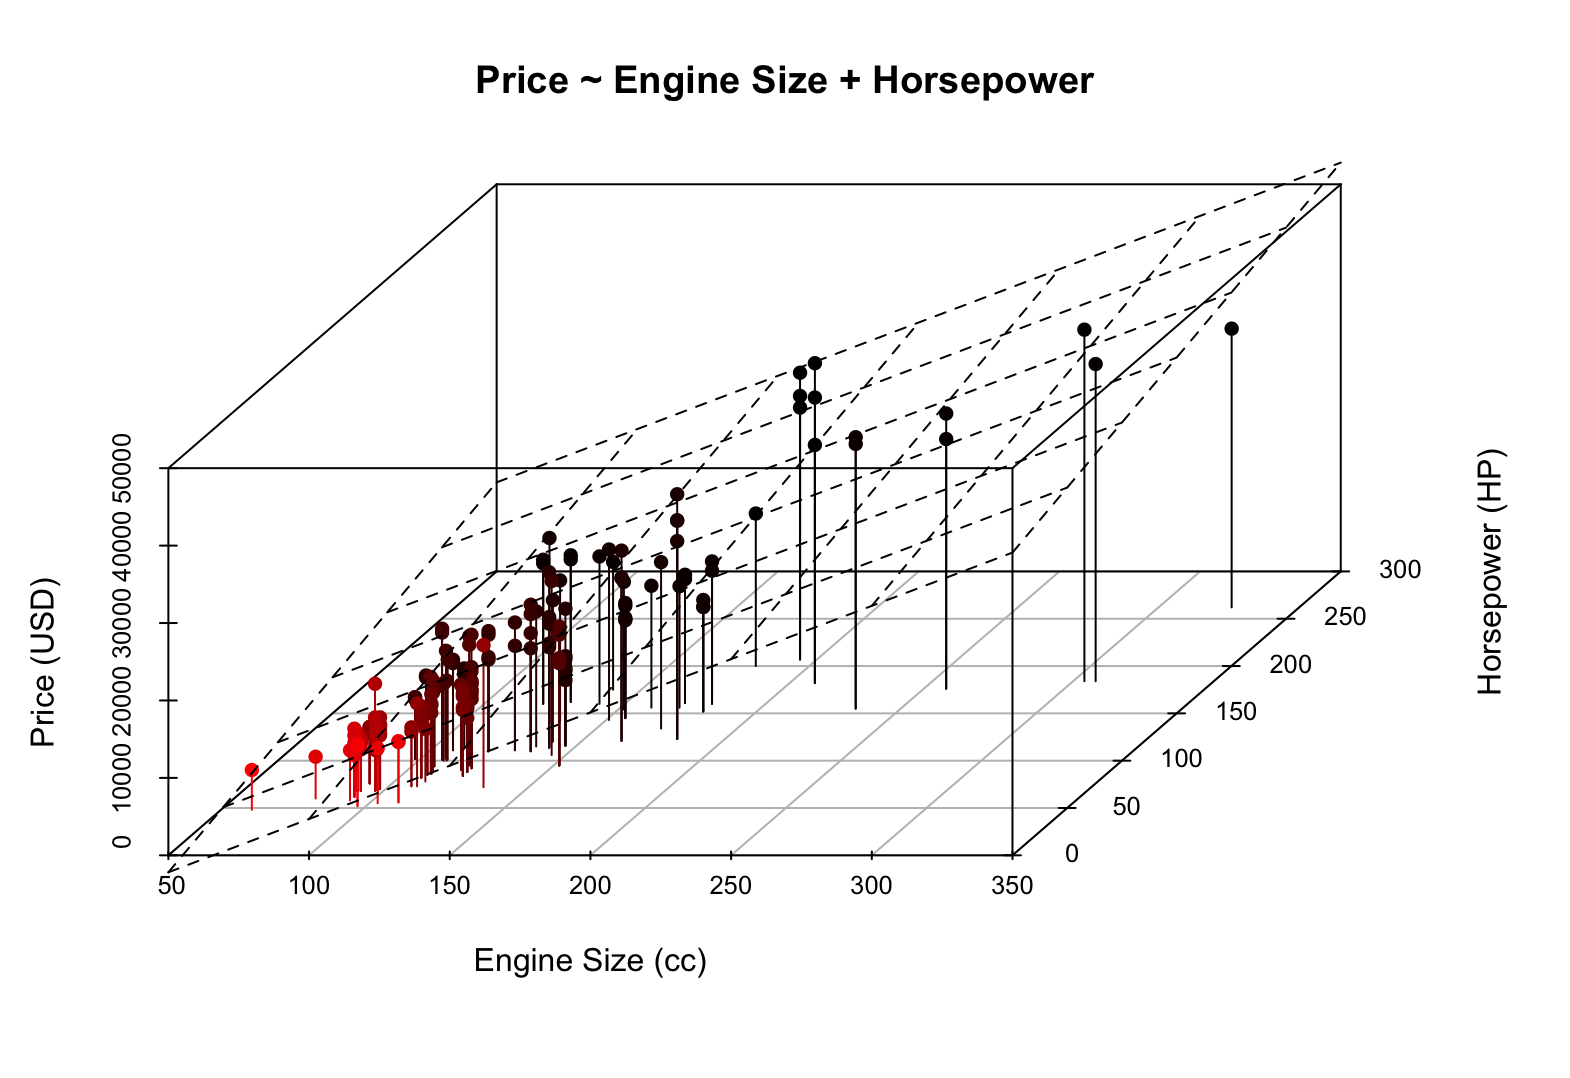 Price ~ Engine Size + Horsepower
Price (USD)
0 10000 20000 30000 40000 50000
50 100 150 200 250 300 350
Engine Size (cc)
0
50
100
150
200
250
300
Horsepower (HP)